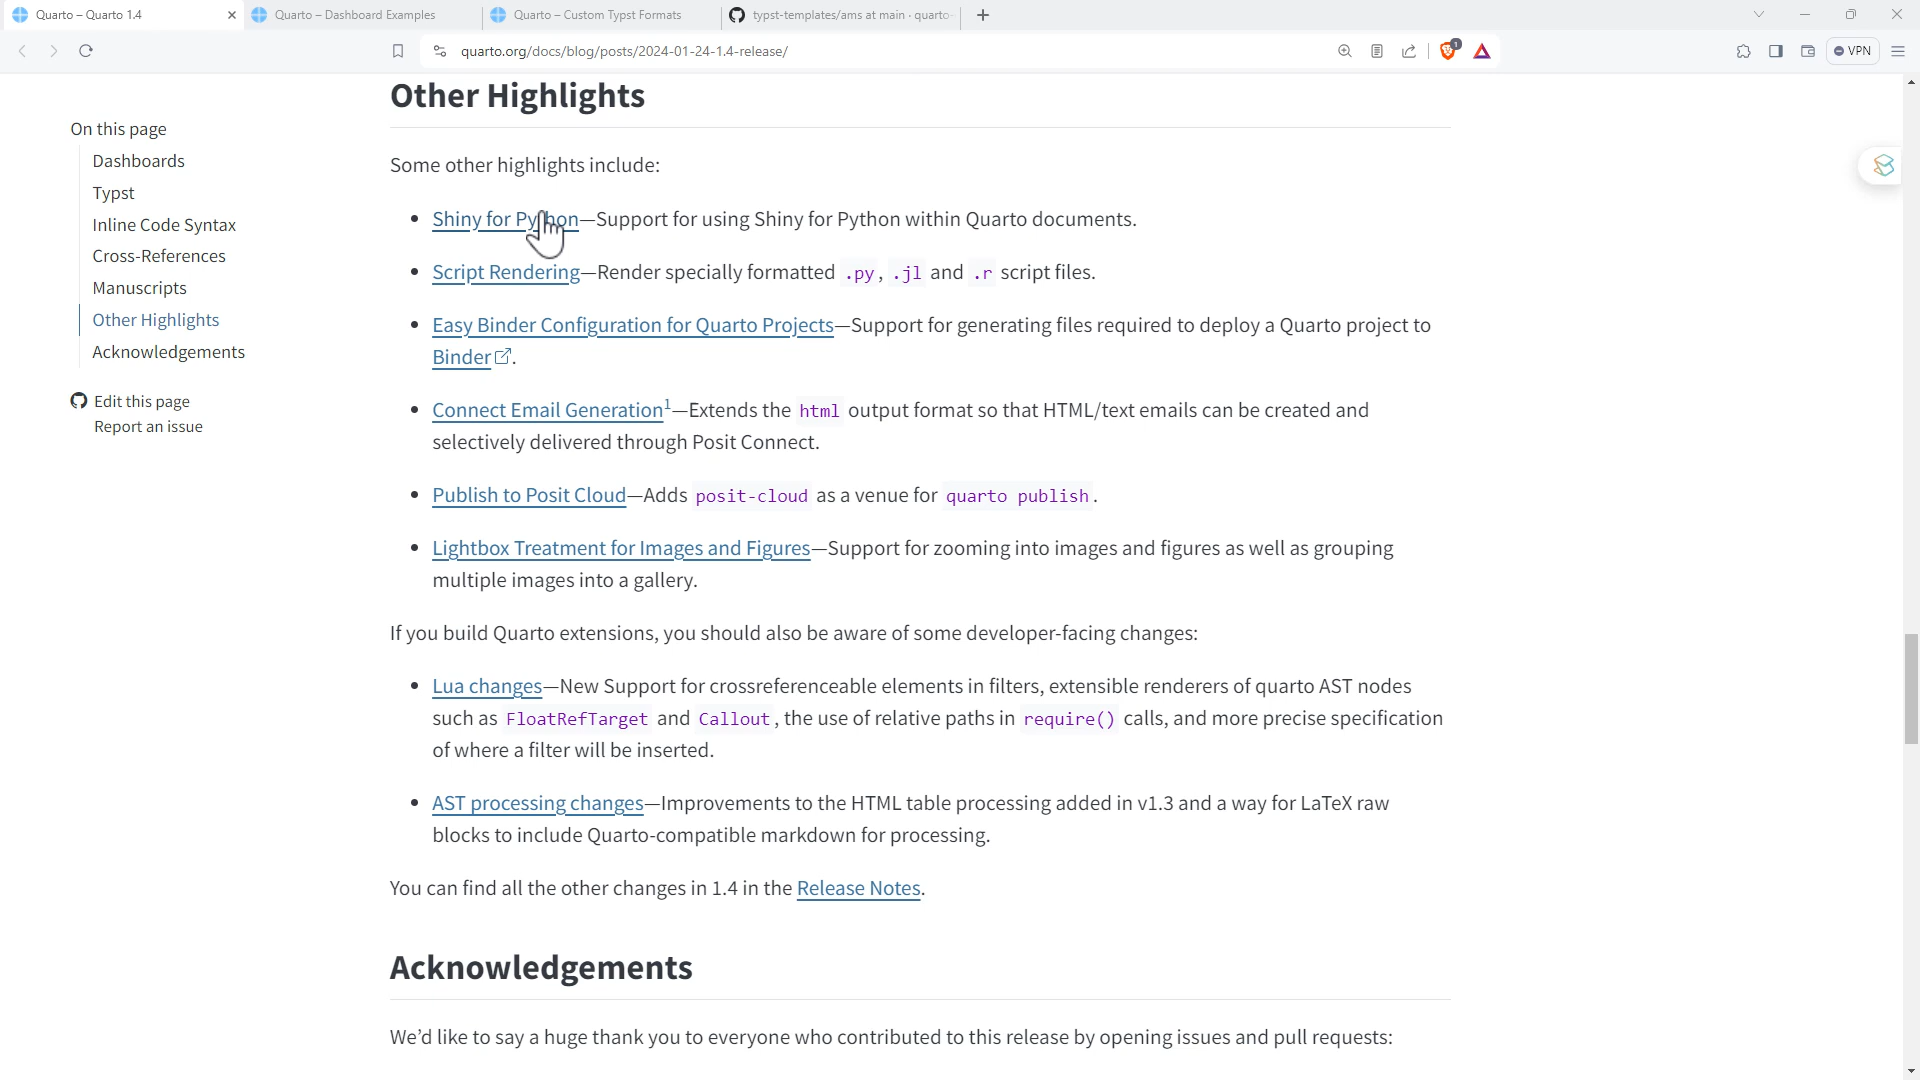 Quarto – Quarto 1.4
Quarto – Dashboard Examples
Quarto – Custom Typst Formats
typst-templates/ams at main · quarto-
quarto.org/docs/blog/posts/2024-01-24-1.4-release/
1
VPN
On this page
Dashboards
Typst
Inline Code Syntax
Cross-References
Manuscripts
Other Highlights
Acknowledgements
Edit this page
Report an issue
Other Highlights
Some other highlights include:
• Shiny for Python—Support for using Shiny for Python within Quarto documents.
• Script Rendering—Render specially formatted .py, .jl and .r script files.
• Easy Binder Configuration for Quarto Projects—Support for generating files required to deploy a Quarto project to
Binder.
• Connect Email Generation1—Extends the html output format so that HTML/text emails can be created and
selectively delivered through Posit Connect.
• Publish to Posit Cloud—Adds posit-cloud as a venue for quarto publish.
• Lightbox Treatment for Images and Figures—Support for zooming into images and figures as well as grouping
multiple images into a gallery.
If you build Quarto extensions, you should also be aware of some developer-facing changes:
• Lua changes—New Support for crossreferenceable elements in filters, extensible renderers of quarto AST nodes
such as FloatRefTarget and Callout, the use of relative paths in require() calls, and more precise specification
of where a filter will be inserted.
• AST processing changes—Improvements to the HTML table processing added in v1.3 and a way for LaTeX raw
blocks to include Quarto-compatible markdown for processing.
You can find all the other changes in 1.4 in the Release Notes.
Acknowledgements
We’d like to say a huge thank you to everyone who contributed to this release by opening issues and pull requests: